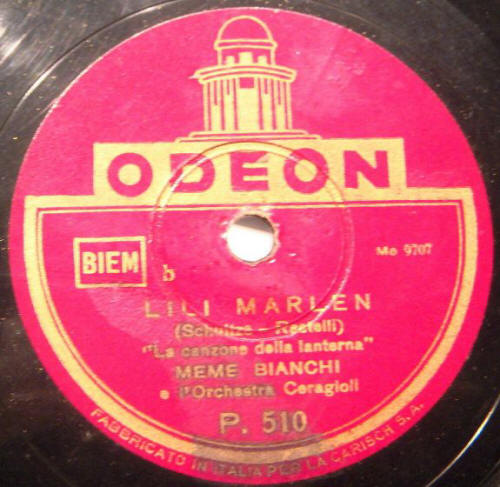 ODEON
BIEM
b
Mo 9707
LILI MARLEN
(Schultze - Rastelli)
"La canzone della lanterna"
MEME BIANCHI
e l'Orchestra Ceragioli
P. 510
FABBRICATO IN ITALIA PER LA CARISCH S. A.